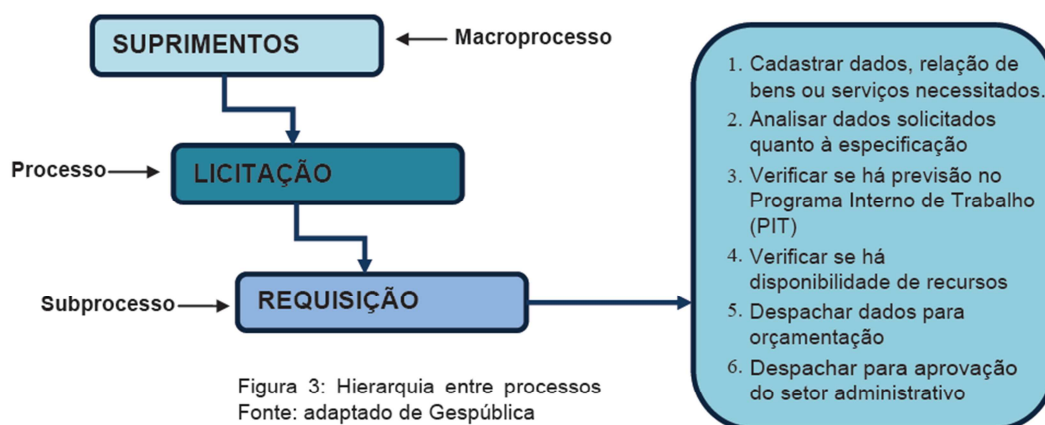 SUPRIMENTOS
Macroprocesso
Processo
LICITAÇÃO
Subprocesso
REQUISIÇÃO
1. Cadastrar dados, relação de
bens ou serviços necessitados.
2. Analisar dados solicitados
quanto à especificação
3. Verificar se há previsão no
Programa Interno de Trabalho
(PIT)
4. Verificar se há
disponibilidade de recursos
5. Despachar dados para
orçamentação
6. Despachar para aprovação
do setor administrativo
Figura 3: Hierarquia entre processos
Fonte: adaptado de Gespública